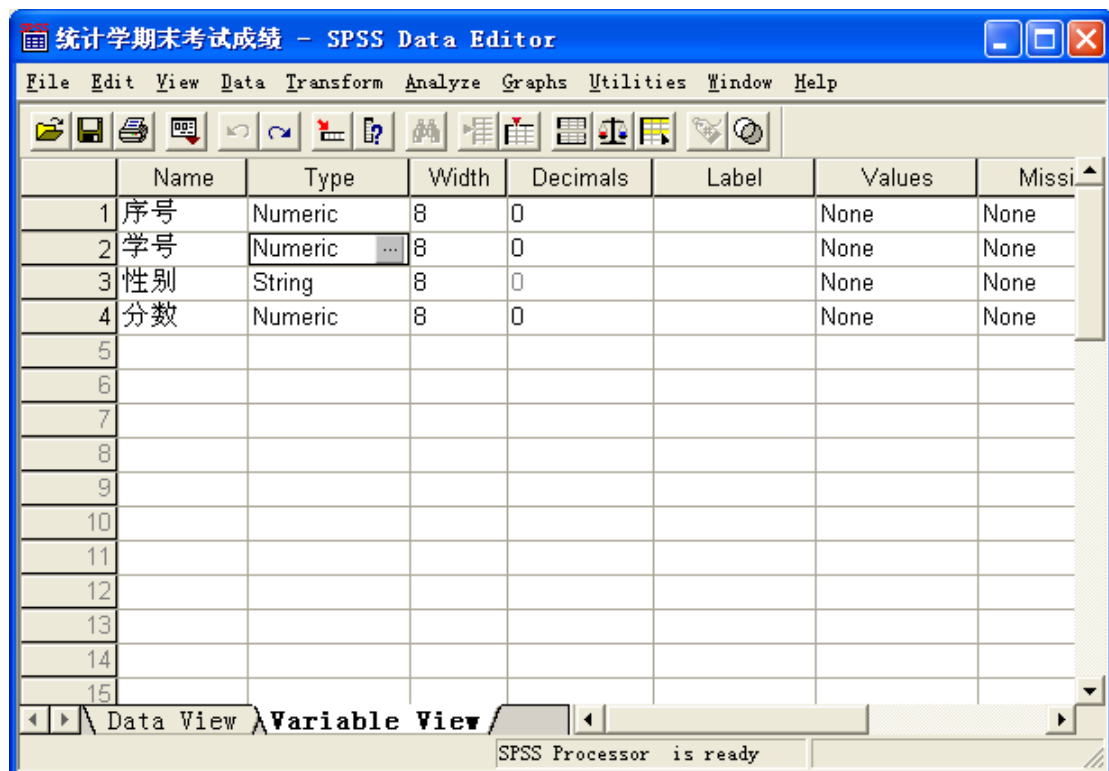 统计学期末考试成绩 - SPSS Data Editor
File Edit View Data Transform Analyze Graphs Utilities Window Help
Name Type Width Decimals Label Values Missi
1 序号 Numeric 8 0 None None
2 学号 Numeric ... 8 0 None None
3 性别 String 8 0 None None
4 分数 Numeric 8 0 None None
5
6
7
8
9
10
11
12
13
14
15
Data View Variable View
SPSS Processor is ready